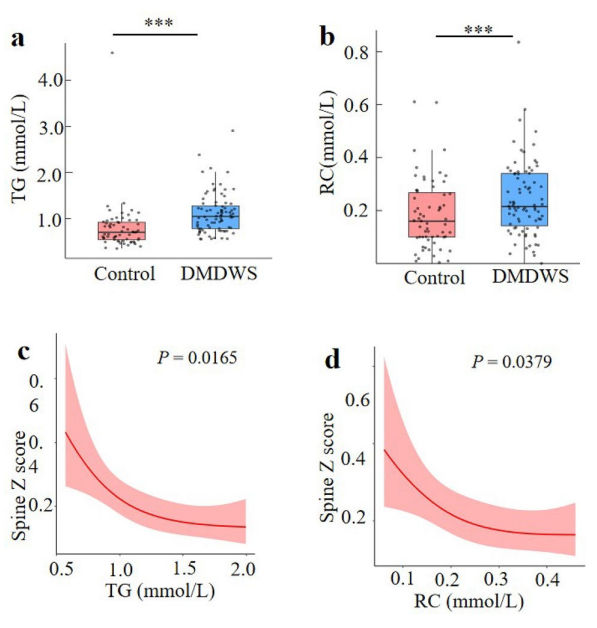 a
***
TG (mmol/L)
4.0
3.0
2.0
1.0
Control DMDWS
b
***
RC(mmol/L)
0.8
0.6
0.4
0.2
Control DMDWS
c
P = 0.0165
Spine Z score
0.
6
0.
4
0.2
0.5 1.0 1.5 2.0
TG (mmol/L)
d
P = 0.0379
Spine Z score
0.6
0.4
0.2
0.1 0.2 0.3 0.4
RC (mmol/L)